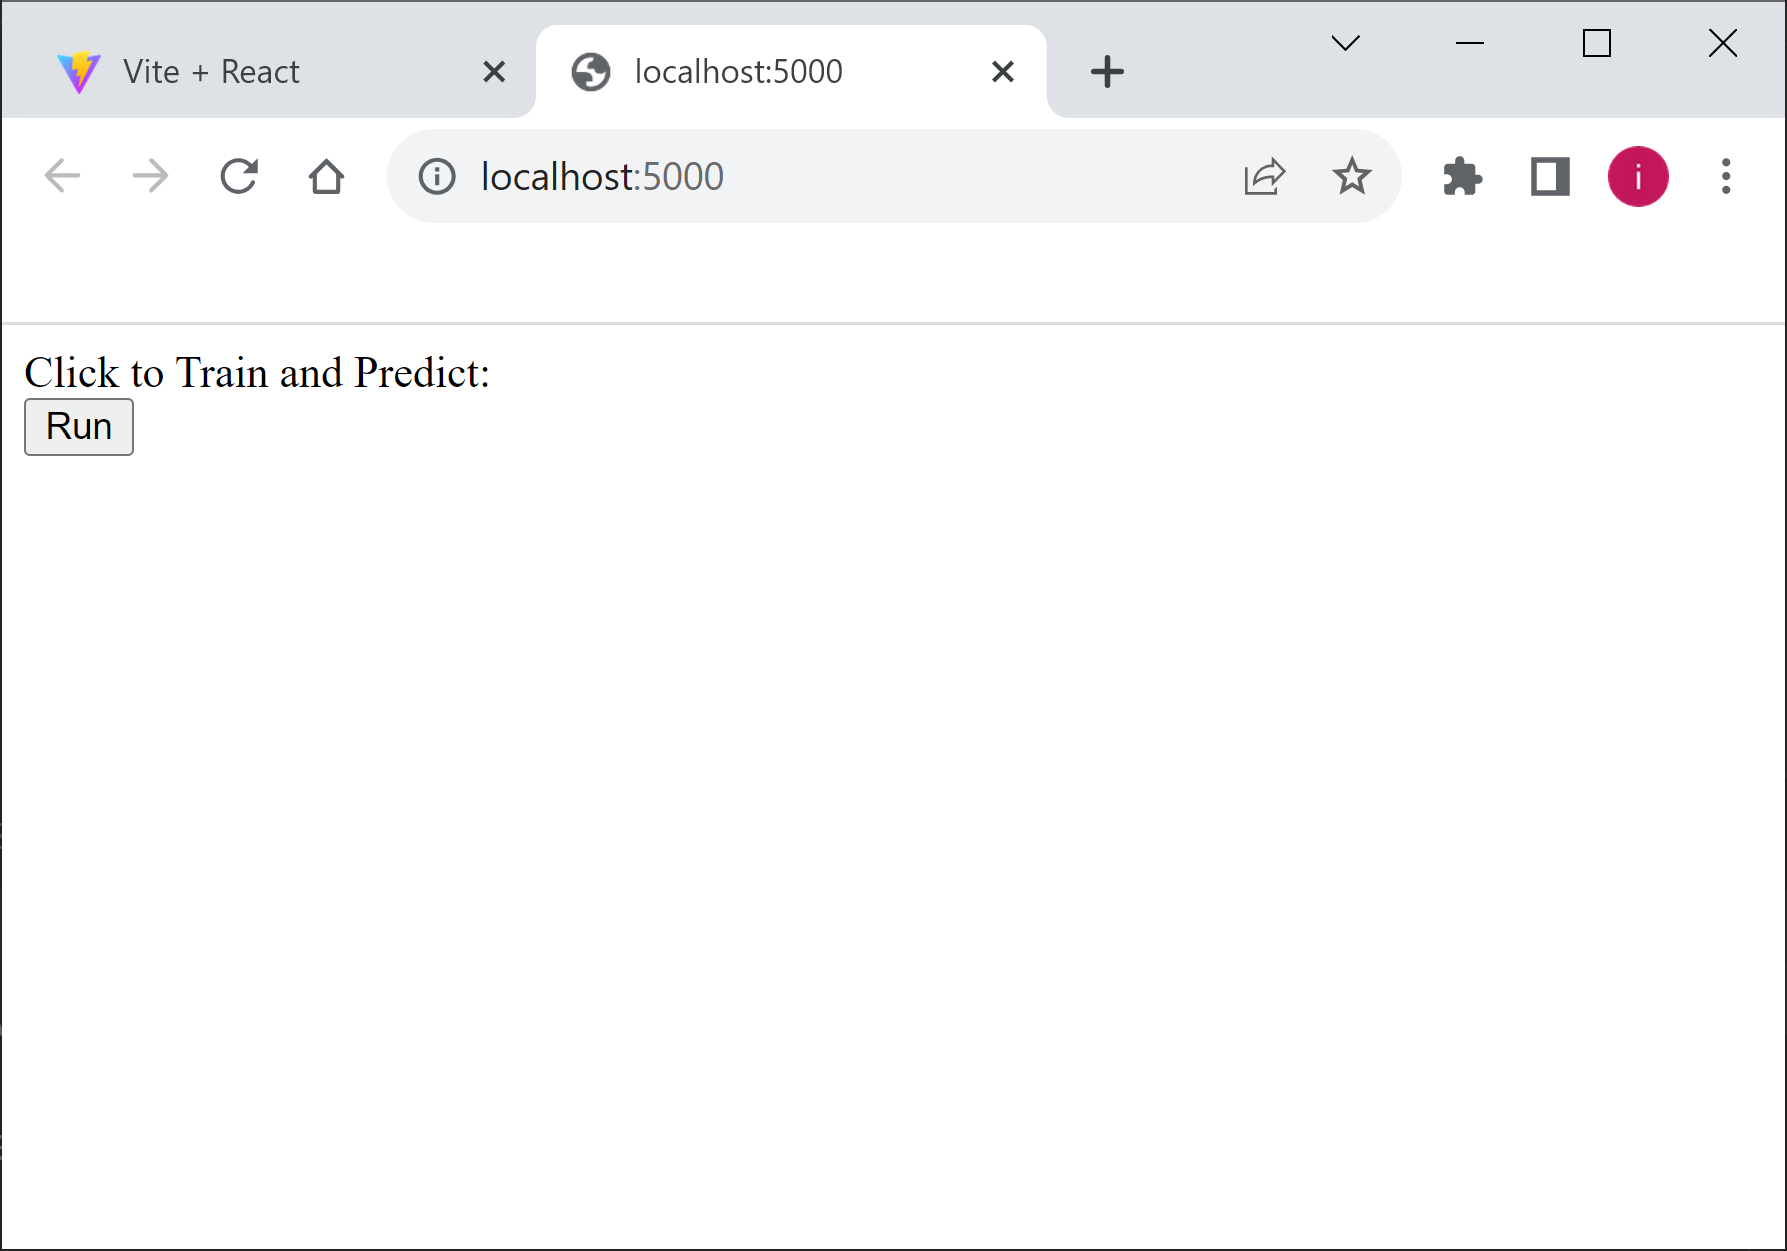 Vite + React
localhost:5000
localhost:5000
i
Click to Train and Predict:
Run